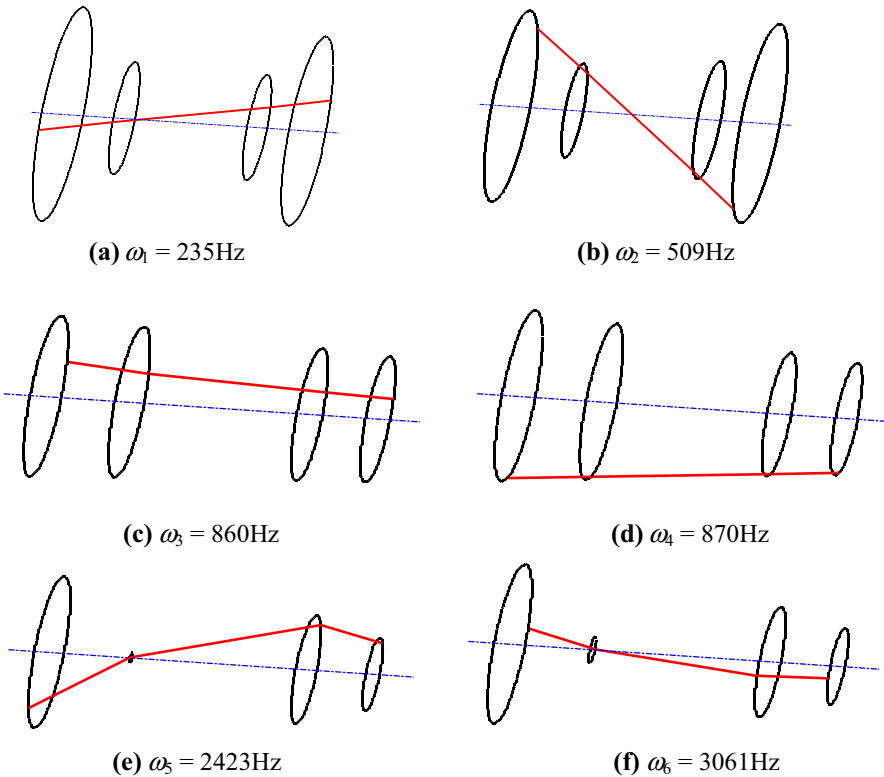 (a) ω₁ = 235Hz
(b) ω₂ = 509Hz
(c) ω₃ = 860Hz
(d) ω₄ = 870Hz
(e) ω₅ = 2423Hz
(f) ω₆ = 3061Hz